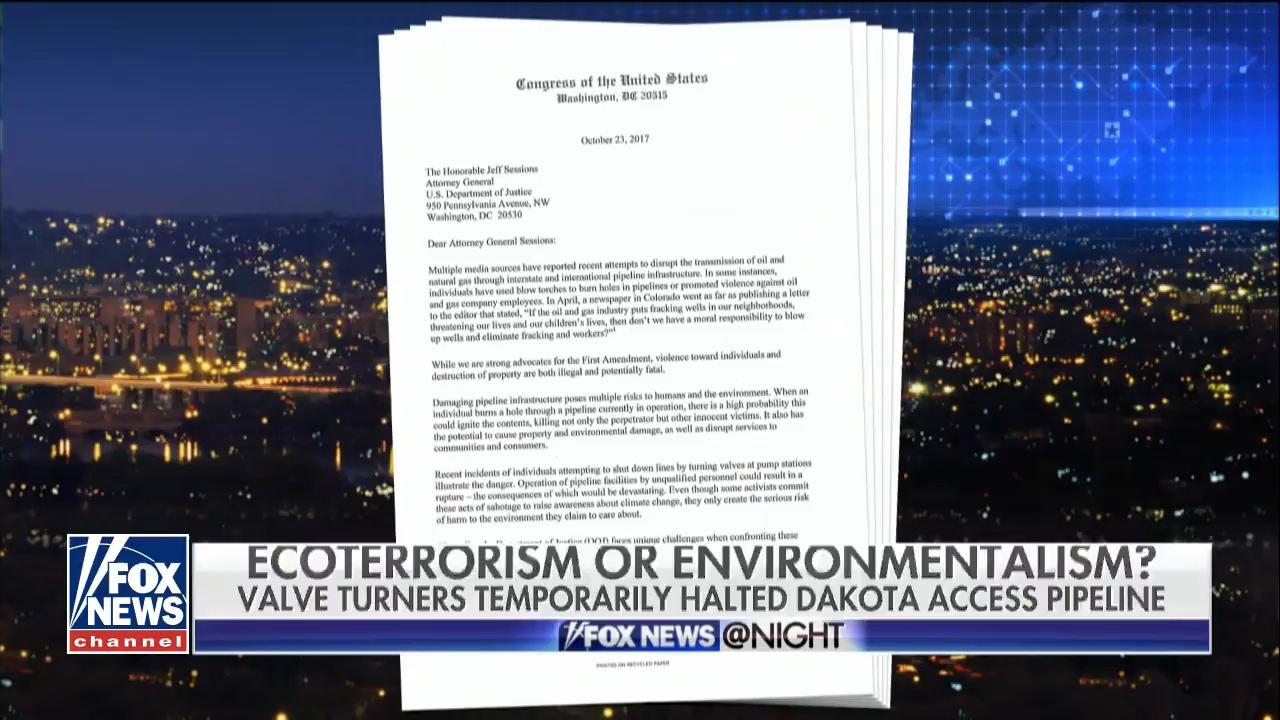 Congress of the United States
Washington, DC 20515
October 23, 2017
The Honorable Jeff Sessions
Attorney General
U.S. Department of Justice
950 Pennsylvania Avenue, NW
Washington, DC 20530
Dear Attorney General Sessions:
Multiple media sources have reported recent attempts to disrupt the transmission of oil and
natural gas through interstate and international pipeline infrastructure. In some instances,
individuals have used blow torches to burn holes in pipelines or promoted violence against oil
and gas company employees. In April, a newspaper in Colorado went as far as publishing a letter
to the editor that stated, "If the oil and gas industry puts fracking wells in our neighborhoods,
threatening our lives and our children's lives, then don't we have a moral responsibility to blow
up wells and eliminate fracking and workers?"¹
While we are strong advocates for the First Amendment, violence toward individuals and
destruction of property are both illegal and potentially fatal.
Damaging pipeline infrastructure poses multiple risks to humans and the environment. When an
individual burns a hole through a pipeline currently in operation, there is a high probability this
could ignite the contents, killing not only the perpetrator but other innocent victims. It also has
the potential to cause property and environmental damage, as well as disrupt services to
communities and consumers.
Recent incidents of individuals attempting to shut down lines by turning valves at pump stations
illustrate the danger. Operation of pipeline facilities by unqualified personnel could result in a
rupture – the consequences of which would be devastating. Even though some activists commit
these acts of sabotage to raise awareness about climate change, they only create the serious risk
of harm to the environment they claim to care about.
of Justice (DOJ) faces unique challenges when confronting these
ECOTERRORISM OR ENVIRONMENTALISM?
VALVE TURNERS TEMPORARILY HALTED DAKOTA ACCESS PIPELINE
FOX
NEWS
channel
FOX NEWS @NIGHT
PRINTED ON RECYCLED PAPER